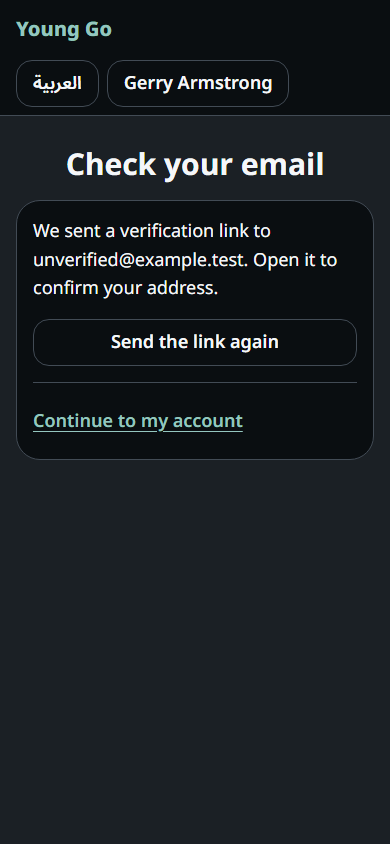 Young Go
العربية
Gerry Armstrong
Check your email
We sent a verification link to
unverified@example.test. Open it to
confirm your address.
Send the link again
Continue to my account